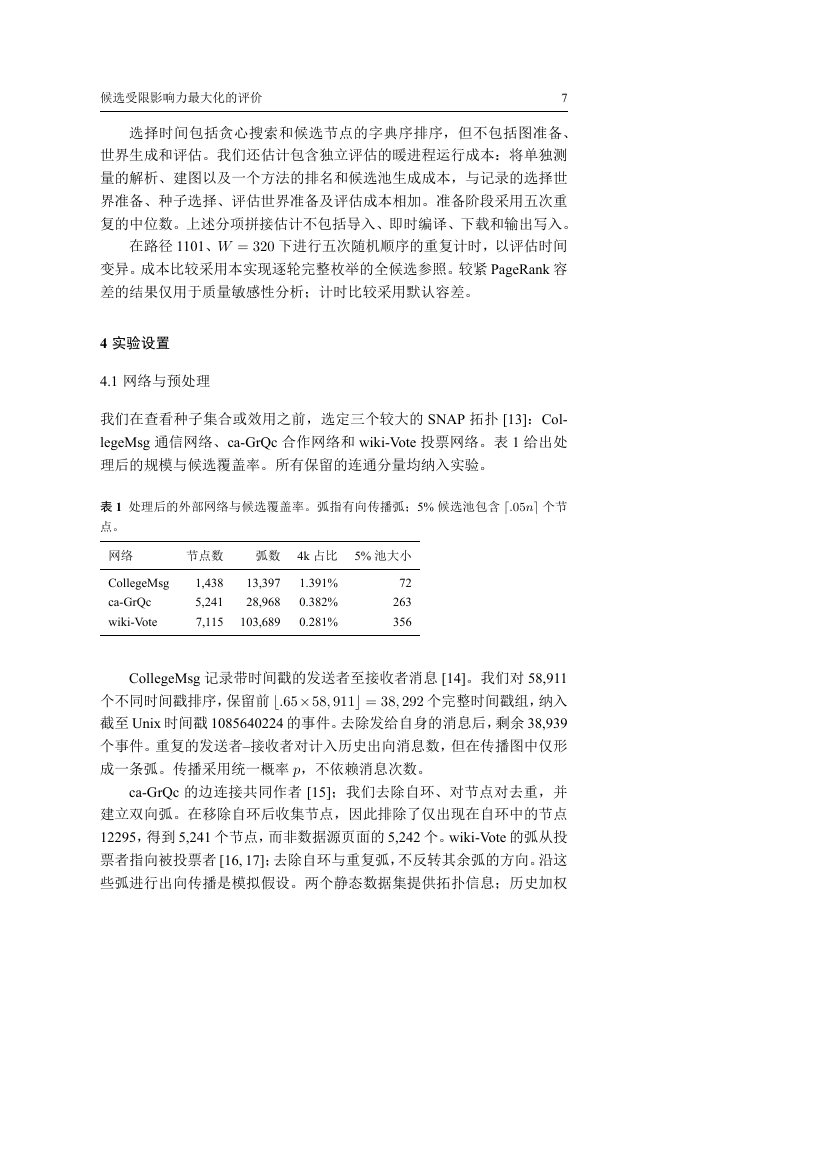 候选受限影响力最大化的评价 7
选择时间包括贪心搜索和候选节点的字典序排序，但不包括图准备、
世界生成和评估。我们还估计包含独立评估的暖进程运行成本：将单独测
量的解析、建图以及一个方法的排名和候选池生成成本，与记录的选择世
界准备、种子选择、评估世界准备及评估成本相加。准备阶段采用五次重
复的中位数。上述分项拼接估计不包括导入、即时编译、下载和输出写入。
在路径 1101、W = 320 下进行五次随机顺序的重复计时，以评估时间
变异。成本比较采用本实现逐轮完整枚举的全候选参照。较紧 PageRank 容
差的结果仅用于质量敏感性分析；计时比较采用默认容差。
4 实验设置
4.1 网络与预处理
我们在查看种子集合或效用之前，选定三个较大的 SNAP 拓扑 [13]：Col-
legeMsg 通信网络、ca-GrQc 合作网络和 wiki-Vote 投票网络。表 1 给出处
理后的规模与候选覆盖率。所有保留的连通分量均纳入实验。
表 1 处理后的外部网络与候选覆盖率。弧指有向传播弧；5% 候选池包含 ⌈.05n⌉ 个节
点。
网络 节点数 弧数 4k 占比 5% 池大小
CollegeMsg 1,438 13,397 1.391% 72
ca-GrQc 5,241 28,968 0.382% 263
wiki-Vote 7,115 103,689 0.281% 356
CollegeMsg 记录带时间戳的发送者至接收者消息 [14]。我们对 58,911
个不同时间戳排序，保留前 ⌊.65×58,911⌋ = 38,292 个完整时间戳组，纳入
截至 Unix 时间戳 1085640224 的事件。去除发给自身的消息后，剩余 38,939
个事件。重复的发送者–接收者对计入历史出向消息数，但在传播图中仅形
成一条弧。传播采用统一概率 p，不依赖消息次数。
ca-GrQc 的边连接共同作者 [15]；我们去除自环、对节点对去重，并
建立双向弧。在移除自环后收集节点，因此排除了仅出现在自环中的节点
12295，得到 5,241 个节点，而非数据源页面的 5,242 个。wiki-Vote 的弧从投
票者指向被投票者 [16, 17]；去除自环与重复弧，不反转其余弧的方向。沿这
些弧进行出向传播是模拟假设。两个静态数据集提供拓扑信息；历史加权